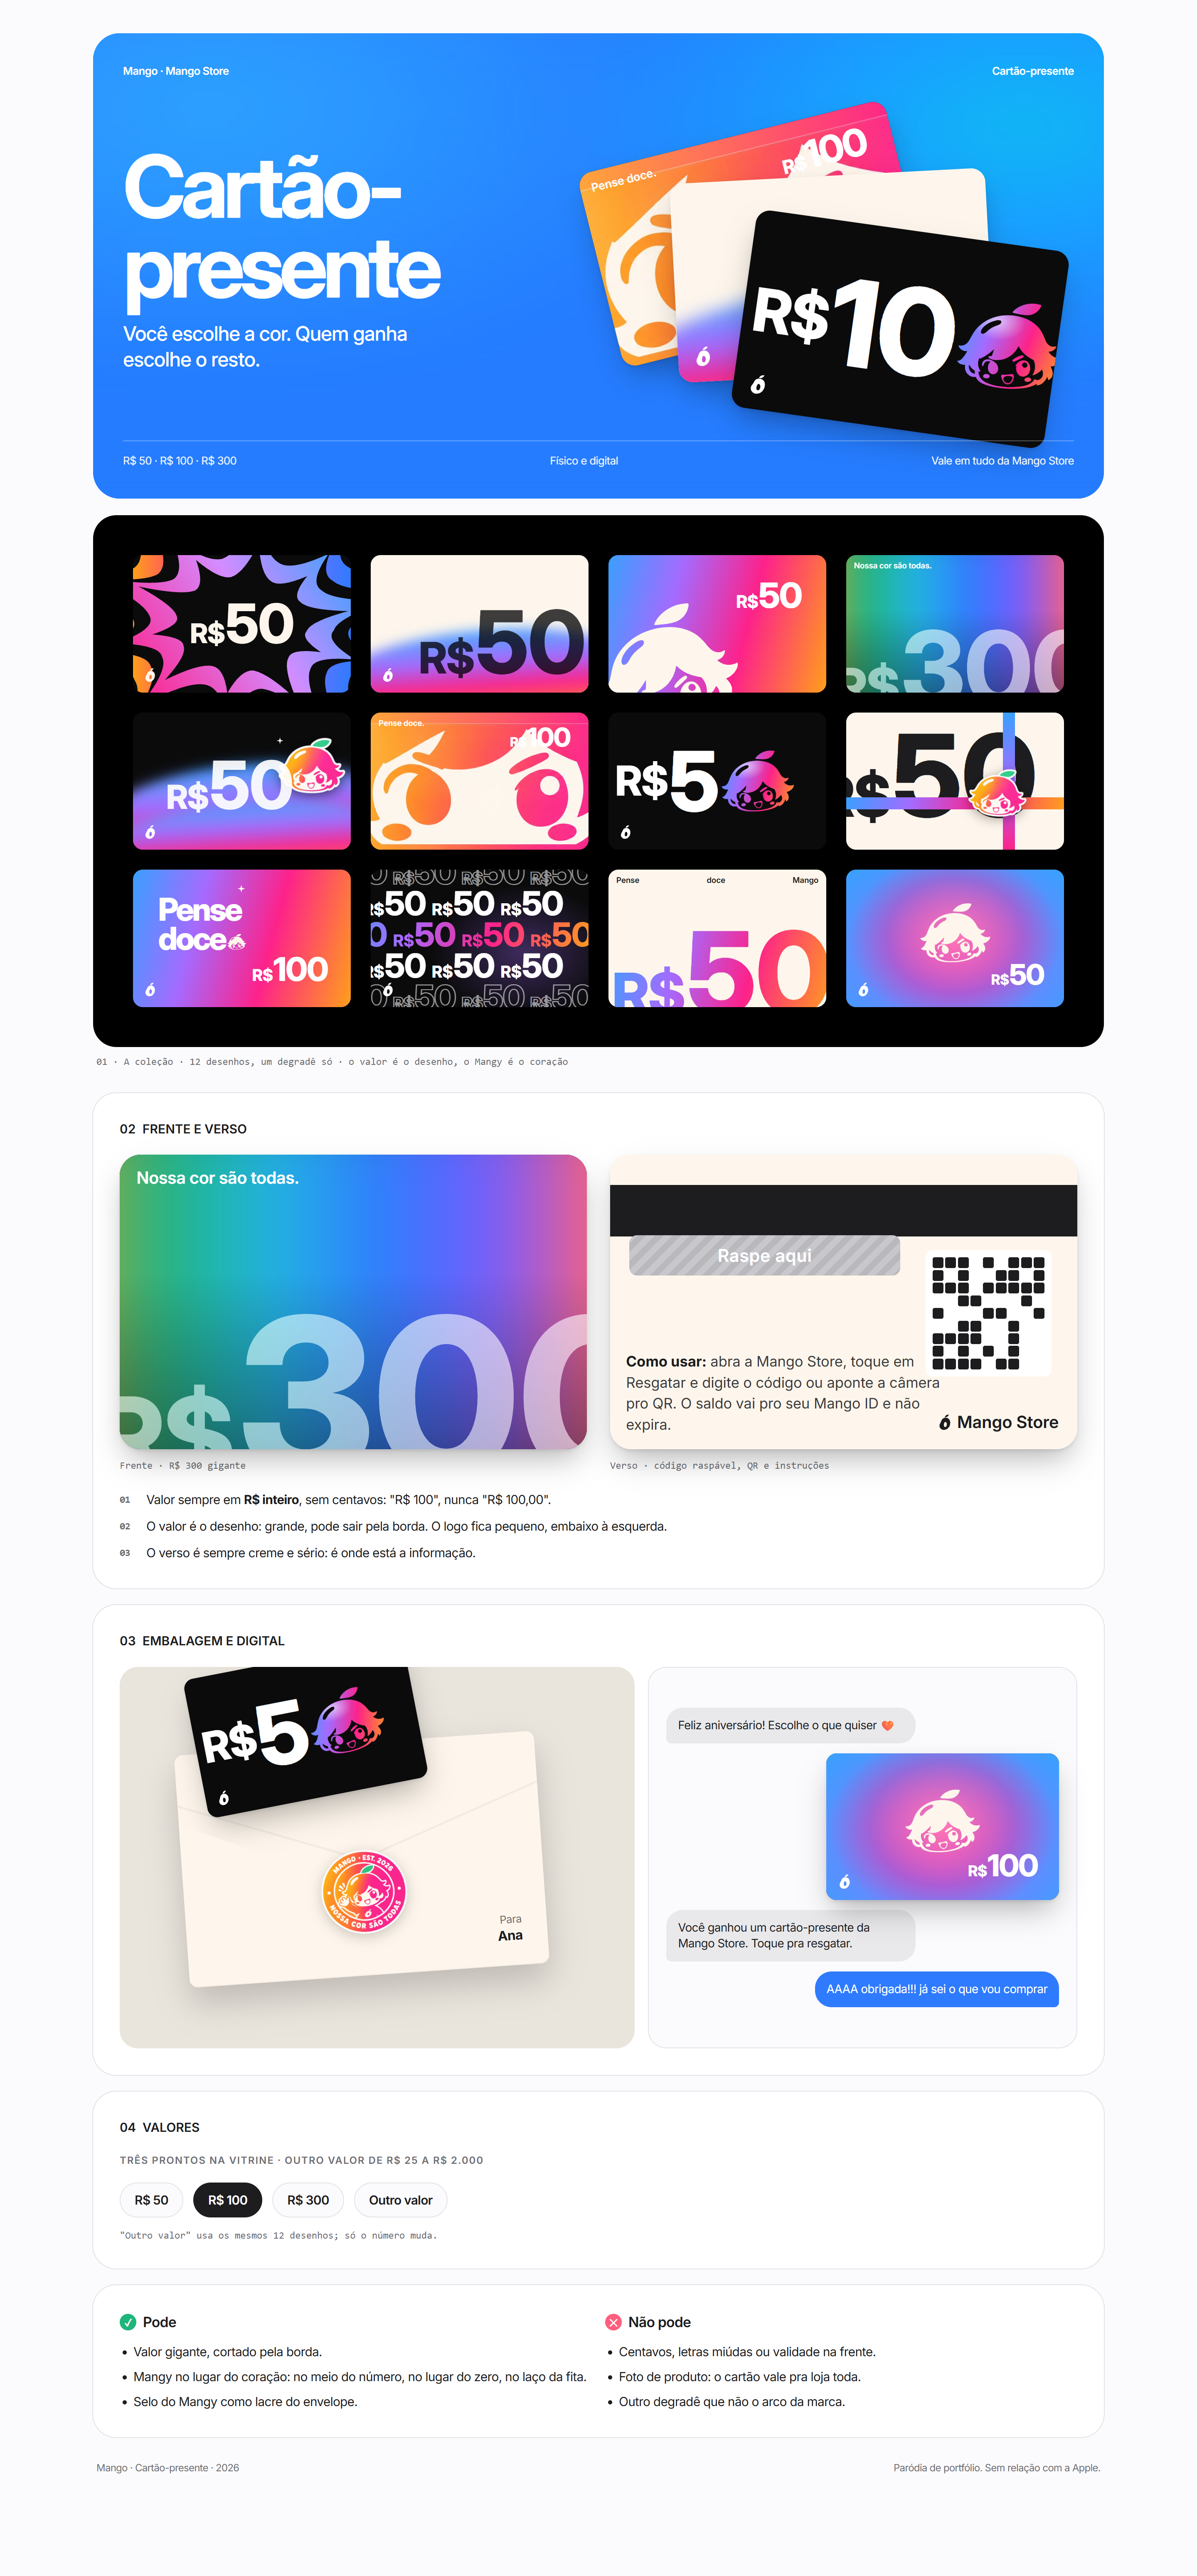 Mango · Mango Store
Cartão-presente
Cartão-
presente
Você escolhe a cor. Quem ganha
escolhe o resto.
Pense doce.
R$100
R$10
R$ 50 · R$ 100 · R$ 300
Físico e digital
Vale em tudo da Mango Store
R$50
R$50
R$50
Nossa cor são todas.
R$300
R$50
Pense doce.
R$100
R$5
R$50
Pense
doce
R$100
R$50 R$50 R$50
R$50 R$50 R$50
R$50 R$50 R$50
R$50 R$50 R$50
R$50 R$50 R$50
Pense doce Mango
R$50
R$50
01 · A coleção · 12 desenhos, um degradê só · o valor é o desenho, o Mangy é o coração
02 FRENTE E VERSO
Nossa cor são todas.
R$300
Raspe aqui
Como usar: abra a Mango Store, toque em
Resgatar e digite o código ou aponte a câmera
pro QR. O saldo vai pro seu Mango ID e não
expira.
Mango Store
Frente · R$ 300 gigante
Verso · código raspável, QR e instruções
01 Valor sempre em R$ inteiro, sem centavos: "R$ 100", nunca "R$ 100,00".
02 O valor é o desenho: grande, pode sair pela borda. O logo fica pequeno, embaixo à esquerda.
03 O verso é sempre creme e sério: é onde está a informação.
03 EMBALAGEM E DIGITAL
R$5
MANGO · EST. 2026
NOSSA COR SÃO TODAS
Para
Ana
Feliz aniversário! Escolhe o que quiser 🧡
R$100
Você ganhou um cartão-presente da
Mango Store. Toque pra resgatar.
AAAA obrigada!!! já sei o que vou comprar
04 VALORES
TRÊS PRONTOS NA VITRINE · OUTRO VALOR DE R$ 25 A R$ 2.000
R$ 50
R$ 100
R$ 300
Outro valor
"Outro valor" usa os mesmos 12 desenhos; só o número muda.
Pode
• Valor gigante, cortado pela borda.
• Mangy no lugar do coração: no meio do número, no lugar do zero, no laço da fita.
• Selo do Mangy como lacre do envelope.
Não pode
• Centavos, letras miúdas ou validade na frente.
• Foto de produto: o cartão vale pra loja toda.
• Outro degradê que não o arco da marca.
Mango · Cartão-presente · 2026
Paródia de portfólio. Sem relação com a Apple.